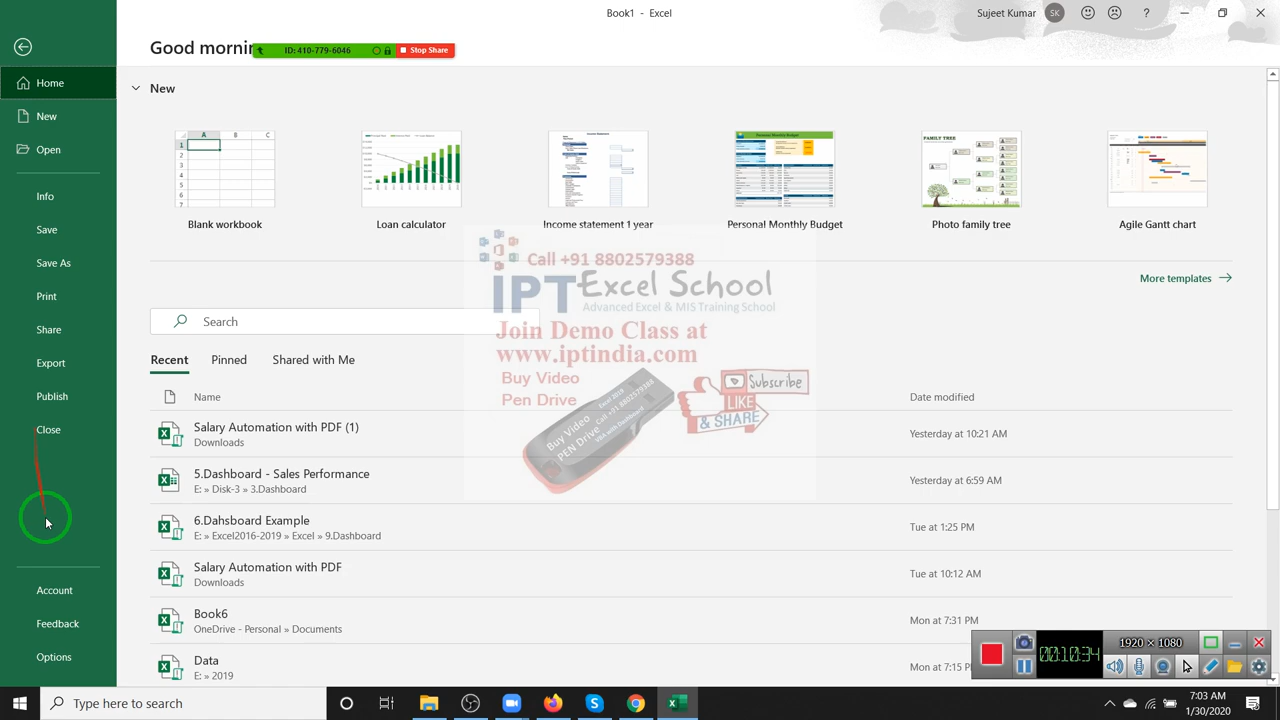 Book1 - Excel
Sujeet Kumar
SK
Good mornin
ID: 410-779-6046
Stop Share
Home
New
Open
Info
Save
Save As
Print
Share
Export
Publish
Close
Account
Feedback
Options
New
Blank workbook
Loan calculator
Income statement 1 year
Personal Monthly Budget
Photo family tree
Agile Gantt chart
More templates
Call +91 8802579388
IPT Excel School
Advanced Excel & MIS Training School
Join Demo Class at
www.iptindia.com
Buy Video
Pen Drive
Subscribe
LIKE
& SHARE
Search
Recent Pinned Shared with Me
Name Date modified
Salary Automation with PDF (1)
Downloads
Yesterday at 10:21 AM
5.Dashboard - Sales Performance
E: » Disk-3 » 3.Dashboard
Yesterday at 6:59 AM
6.Dahsboard Example
E: » Excel2016-2019 » Excel » 9.Dashboard
Tue at 1:25 PM
Salary Automation with PDF
Downloads
Tue at 10:12 AM
Book6
OneDrive - Personal » Documents
Mon at 7:31 PM
Data
E: » 2019
Mon at 7:15 P
1920 × 1080
00:10:34
Type here to search
7:03 AM
1/30/2020